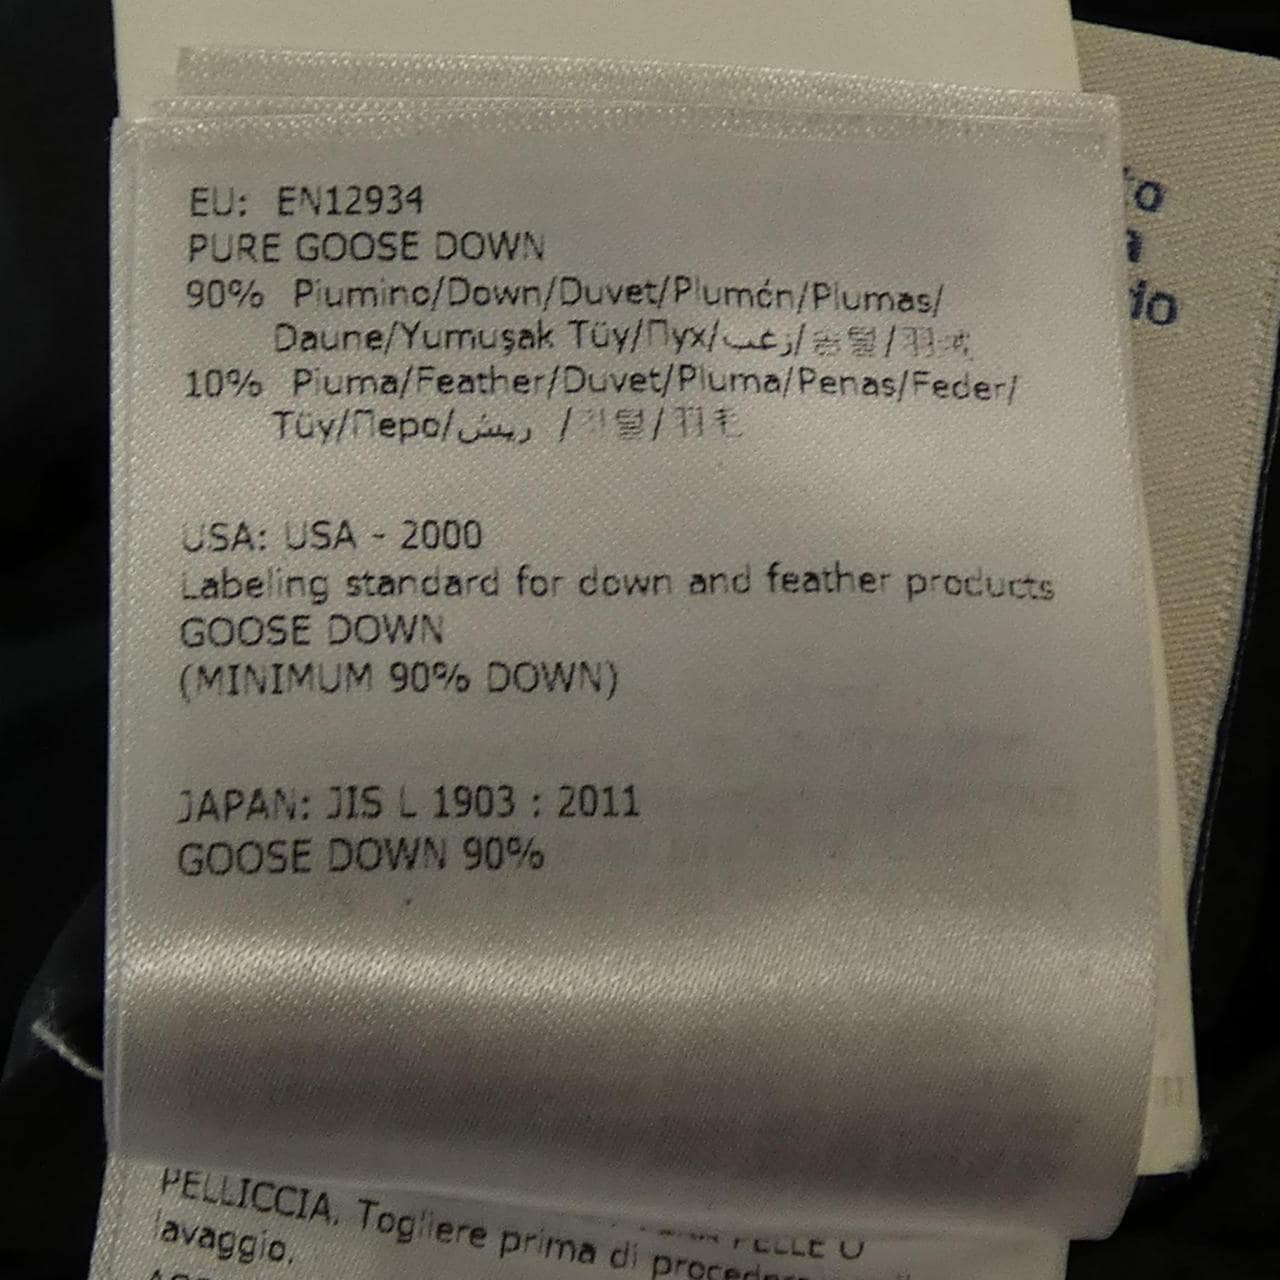 EU: EN12934
PURE GOOSE DOWN
90% Piumino/Down/Duvet/Plumón/Plumas/
Daune/Yumuşak Tüy/Пух/زغب/솜털/羽绒
10% Piuma/Feather/Duvet/Pluma/Penas/Feder/
Tüy/Перо/ريش /깃털/羽毛
USA: USA - 2000
Labeling standard for down and feather products
GOOSE DOWN
(MINIMUM 90% DOWN)
JAPAN: JIS L 1903 : 2011
GOOSE DOWN 90%
PELLE O
PELLICCIA. Togliere prima di
lavaggio.